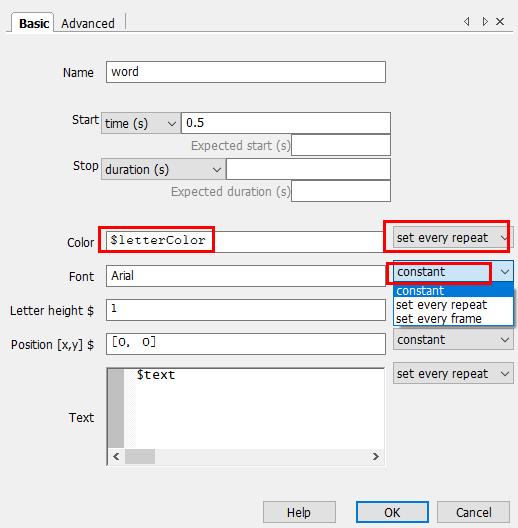 Basic Advanced
Name word
Start time (s) 0.5
Expected start (s)
Stop duration (s)
Expected duration (s)
Color $letterColor set every repeat
Font Arial constant
constant
set every repeat
set every frame
Letter height $ 1
Position [x,y] $ [0, 0] constant
Text $text set every repeat
Help OK Cancel